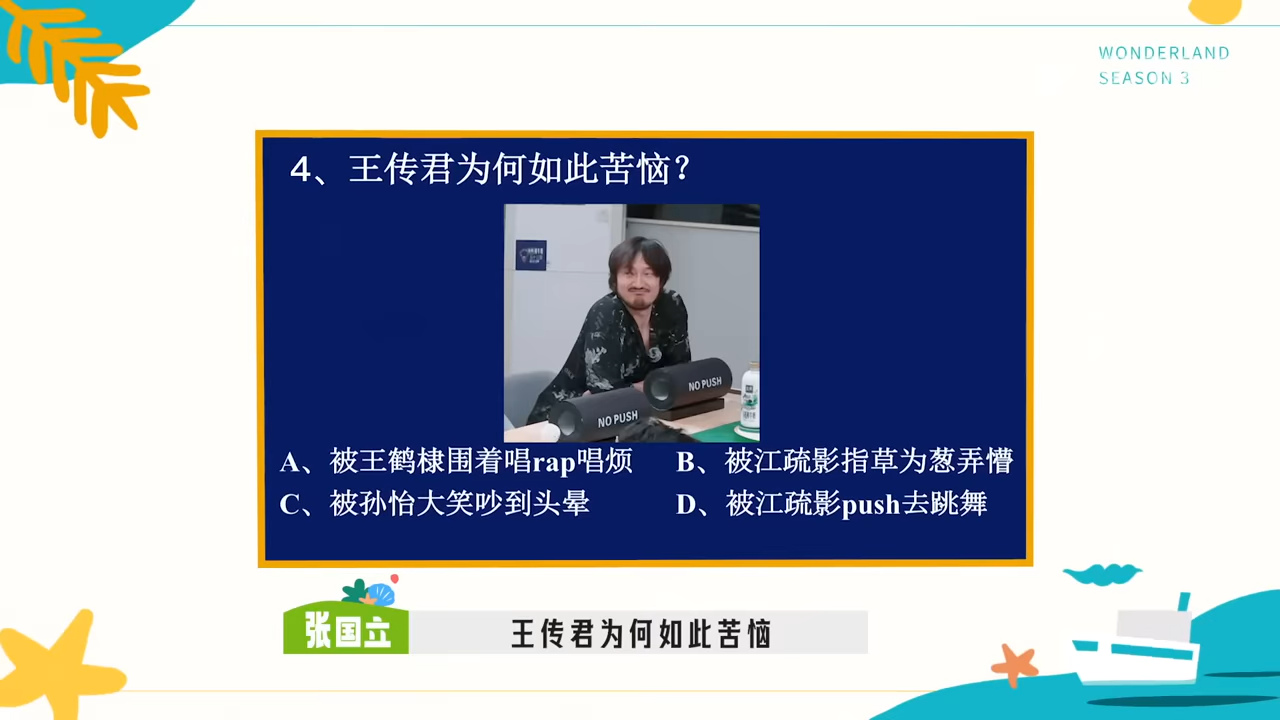 WONDERLAND
SEASON 3
4、王传君为何如此苦恼？
NO PUSH
NO PUSH
A、被王鹤棣围着唱rap唱烦
B、被江疏影指草为葱弄懵
C、被孙怡大笑吵到头晕
D、被江疏影push去跳舞
张国立
王传君为何如此苦恼